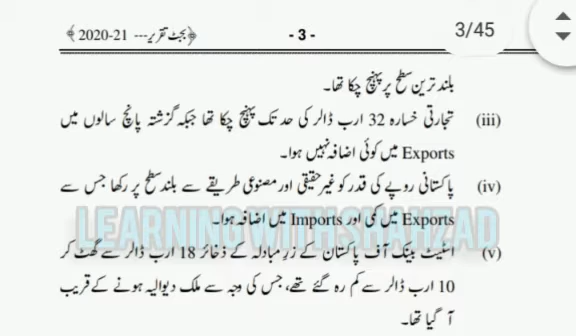 ﴿بجٹ تقریر --- 2020-21﴾
- 3 -
3/45
بلند ترین سطح پر پہنچ چکا تھا۔
(iii) تجارتی خسارہ 32 ارب ڈالر کی حد تک پہنچ چکا تھا جبکہ گزشتہ پانچ سالوں میں
Exports میں کوئی اضافہ نہیں ہوا۔
(iv) پاکستانی روپے کی قدر کو غیر حقیقی اور مصنوعی طریقے سے بلند سطح پر رکھا جس سے
Exports میں کمی اور Imports میں اضافہ ہوا۔
LEARNING WITH SHAHZAD
(v) اسٹیٹ بینک آف پاکستان کے زرِ مبادلہ کے ذخائر 18 ارب ڈالر سے گھٹ کر
10 ارب ڈالر سے کم رہ گئے تھے، جس کی وجہ سے ملک دیوالیہ ہونے کے قریب
آ گیا تھا۔